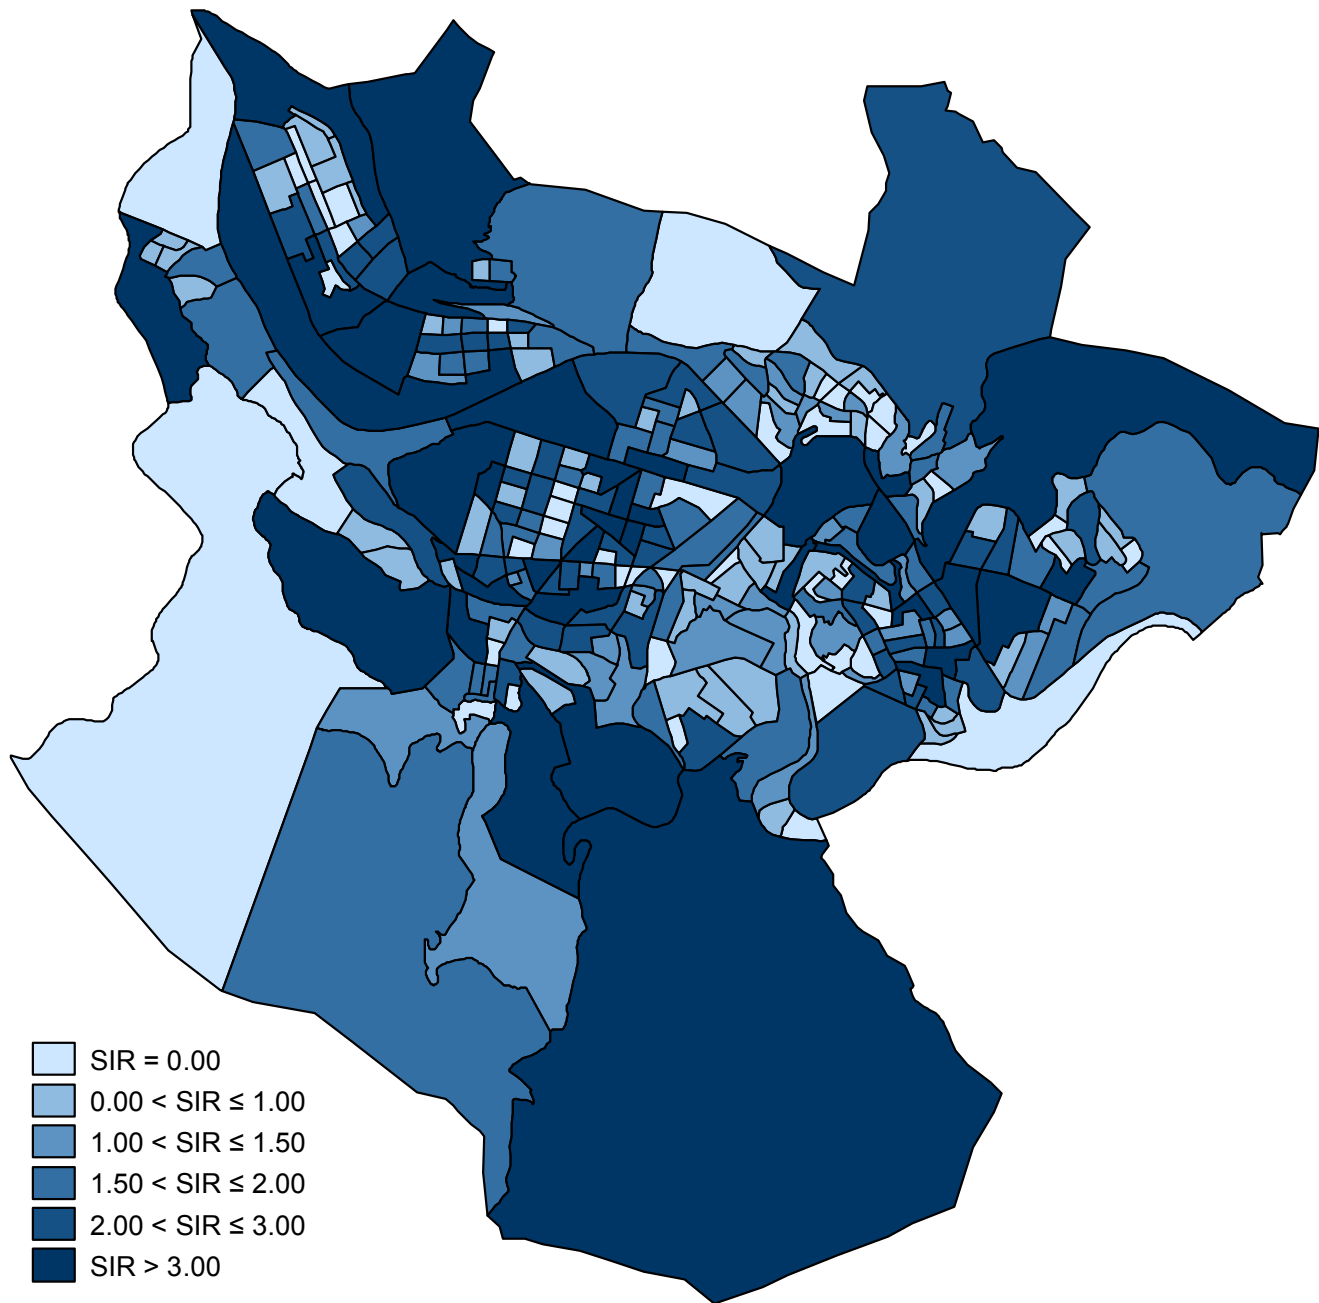 SIR = 0.00
0.00 < SIR ≤ 1.00
1.00 < SIR ≤ 1.50
1.50 < SIR ≤ 2.00
2.00 < SIR ≤ 3.00
SIR > 3.00